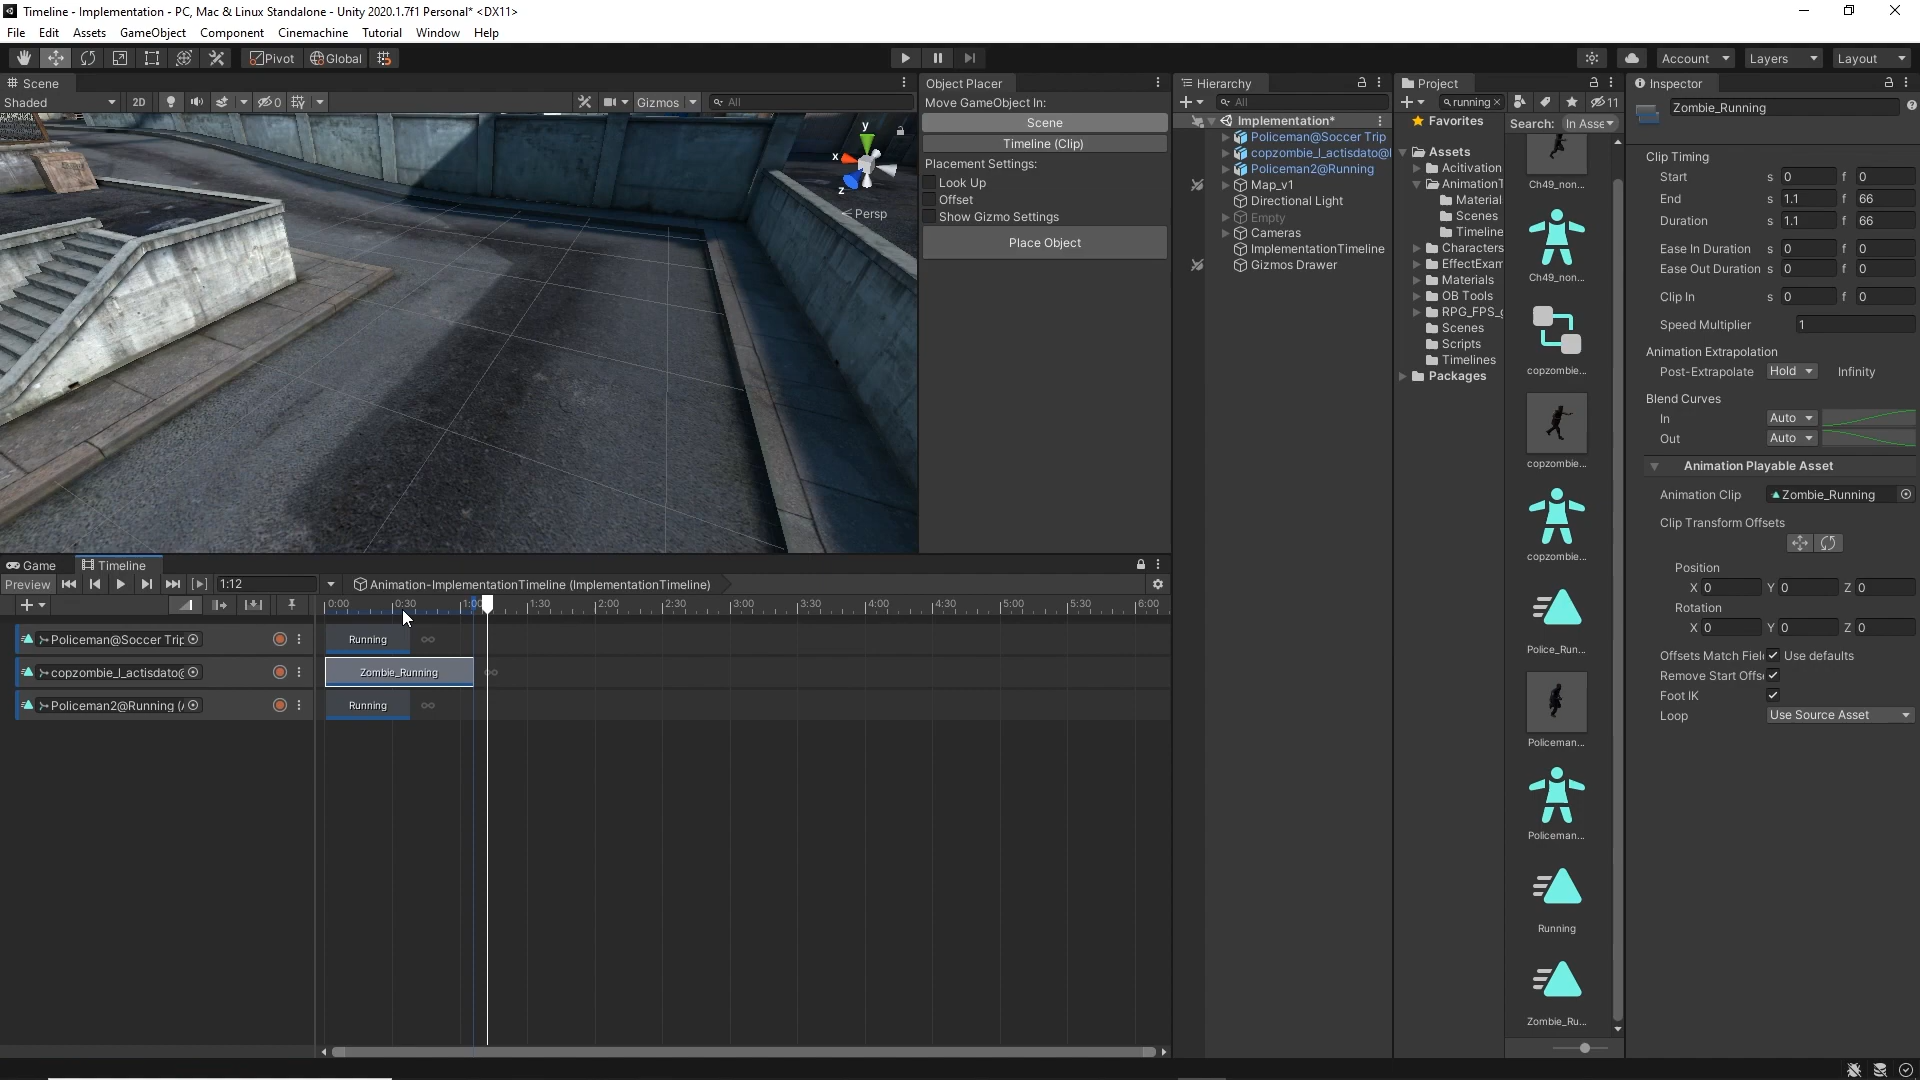 Timeline - Implementation - PC, Mac & Linux Standalone - Unity 2020.1.7f1 Personal* <DX11>
File Edit Assets GameObject Component Cinemachine Tutorial Window Help
Pivot Global Account Layers Layout
Scene
Shaded 2D 0 Gizmos All
y
x
z
Persp
Object Placer
Move GameObject In:
Scene
Timeline (Clip)
Placement Settings:
Look Up
Offset
Show Gizmo Settings
Place Object
Hierarchy
All
Implementation*
Policeman@Soccer Trip
copzombie_l_actisdato@
Policeman2@Running
Map_v1
Directional Light
Empty
Cameras
ImplementationTimeline
Gizmos Drawer
Project
running 11
Favorites
Assets
Acitivation
AnimationT
Material
Scenes
Timeline
Characters
EffectExam
Materials
OB Tools
RPG_FPS_
Scenes
Scripts
Timelines
Packages
Search: In Asse
Ch49_non...
Ch49_non...
copzombie...
copzombie...
copzombie...
Police_Run...
Policeman...
Policeman...
Running
Zombie_Ru...
Inspector
Zombie_Running
Clip Timing
Start s 0 f 0
End s 1.1 f 66
Duration s 1.1 f 66
Ease In Duration s 0 f 0
Ease Out Duration s 0 f 0
Clip In s 0 f 0
Speed Multiplier 1
Animation Extrapolation
Post-Extrapolate Hold Infinity
Blend Curves
In Auto
Out Auto
Animation Playable Asset
Animation Clip Zombie_Running
Clip Transform Offsets
Position
X 0 Y 0 Z 0
Rotation
X 0 Y 0 Z 0
Offsets Match Fiel Use defaults
Remove Start Offs
Foot IK
Loop Use Source Asset
Game Timeline
Preview 1:12 Animation-ImplementationTimeline (ImplementationTimeline)
0:00 0:30 1:00 1:30 2:00 2:30 3:00 3:30 4:00 4:30 5:00 5:30 6:00
Policeman@Soccer Trip Running
copzombie_l_actisdato@ Zombie_Running
Policeman2@Running (A Running